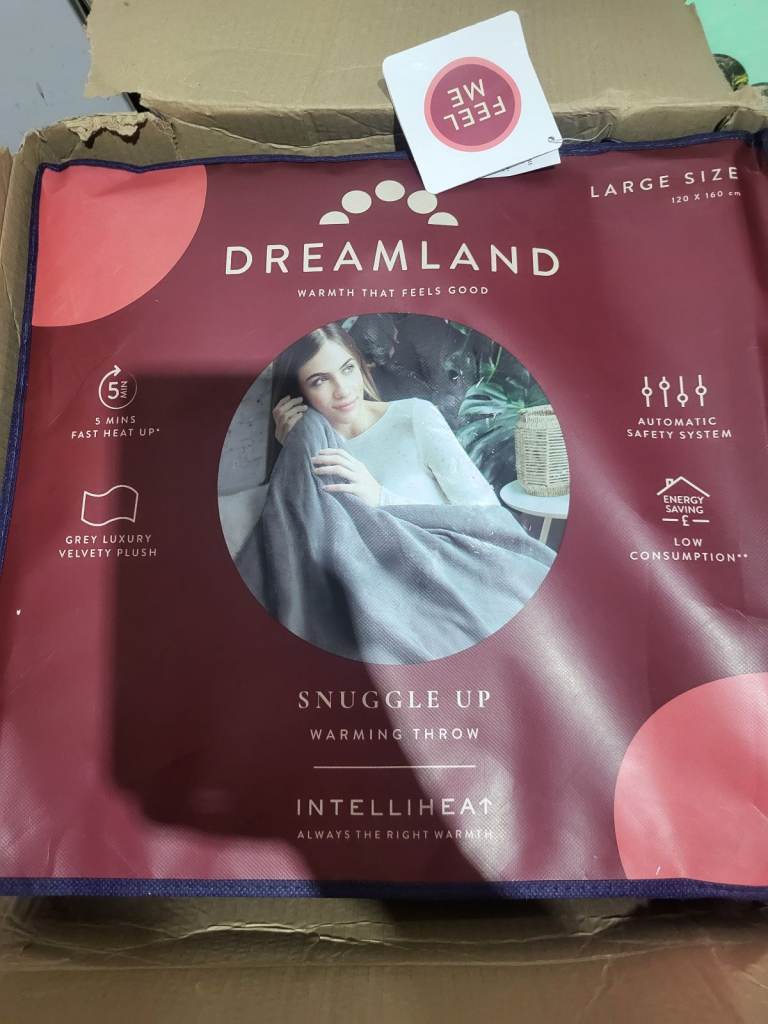 FEEL
ME
LARGE SIZE
120 X 160 cm
DREAMLAND
WARMTH THAT FEELS GOOD
5
MIN
5 MINS
FAST HEAT UP*
AUTOMATIC
SAFETY SYSTEM
GREY LUXURY
VELVETY PLUSH
ENERGY
SAVING
£
LOW
CONSUMPTION**
SNUGGLE UP
WARMING THROW
INTELLIHEAT
ALWAYS THE RIGHT WARMTH